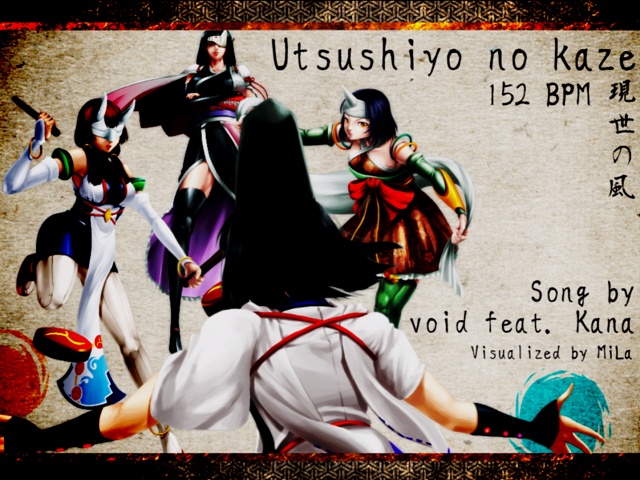 Utsushiyo no kaze
152 BPM
現世の風
Song by
void feat. Kana
Visualized by MiLa